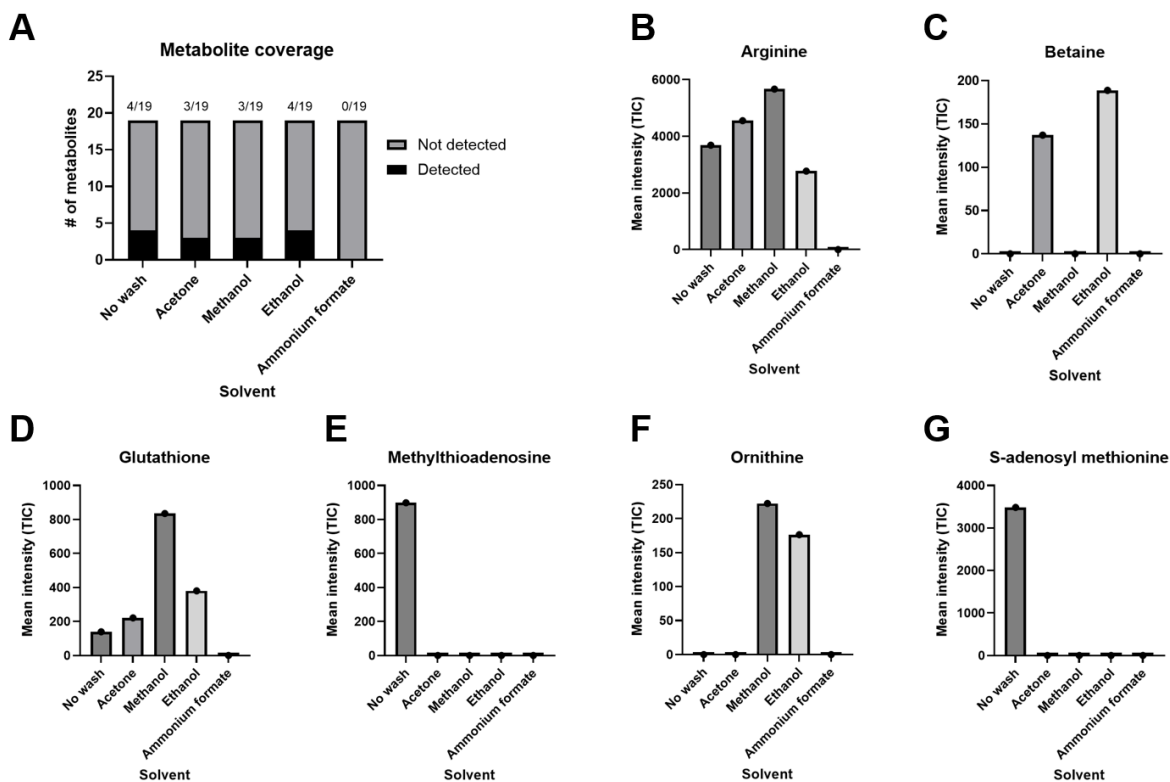 A
Metabolite coverage
# of metabolites
25
20
15
10
5
0
4/19 3/19 3/19 4/19 0/19
No wash
Acetone
Methanol
Ethanol
Ammonium formate
Solvent
Not detected
Detected
B
Arginine
Mean intensity (TIC)
6000
4000
2000
0
No wash
Acetone
Methanol
Ethanol
Ammonium formate
Solvent
C
Betaine
Mean intensity (TIC)
200
150
100
50
0
No wash
Acetone
Methanol
Ethanol
Ammonium formate
Solvent
D
Glutathione
Mean intensity (TIC)
1000
800
600
400
200
0
No wash
Acetone
Methanol
Ethanol
Ammonium formate
Solvent
E
Methylthioadenosine
Mean intensity (TIC)
1000
800
600
400
200
0
No wash
Acetone
Methanol
Ethanol
Ammonium formate
Solvent
F
Ornithine
Mean intensity (TIC)
250
200
150
100
50
0
No wash
Acetone
Methanol
Ethanol
Ammonium formate
Solvent
G
S-adenosyl methionine
Mean intensity (TIC)
4000
3000
2000
1000
0
No wash
Acetone
Methanol
Ethanol
Ammonium formate
Solvent